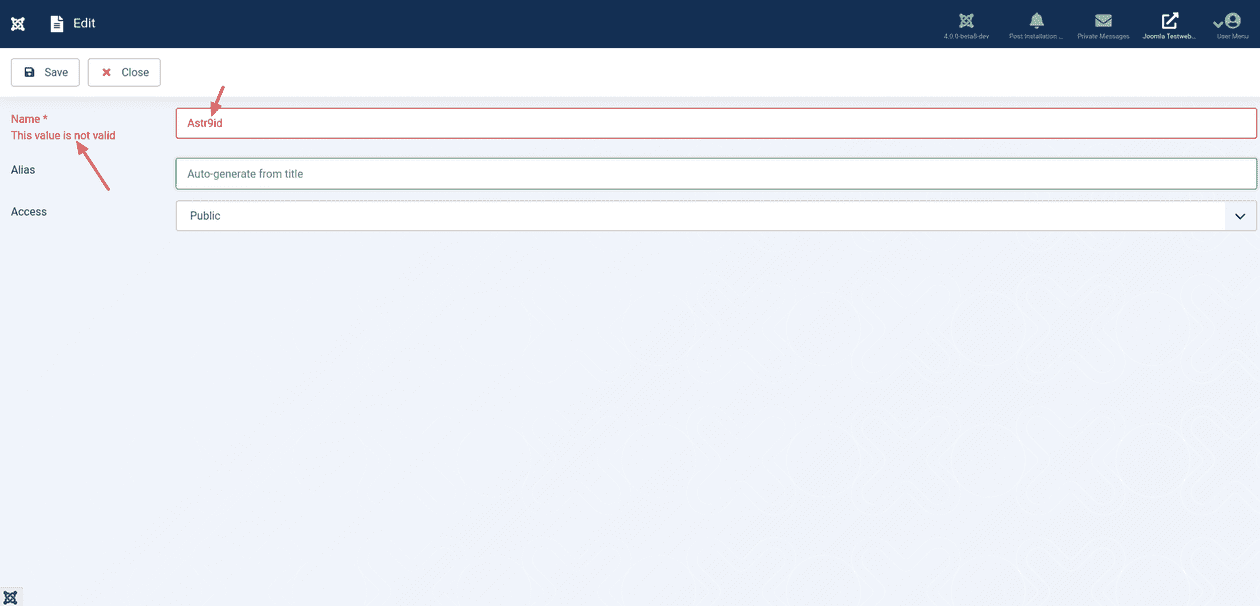 Edit
4.0.0-beta8-dev
Post Installation ...
Private Messages
Joomla Testweb...
User Menu
Save
Close
Name *
Astr9id
This value is not valid
Alias
Auto-generate from title
Access
Public